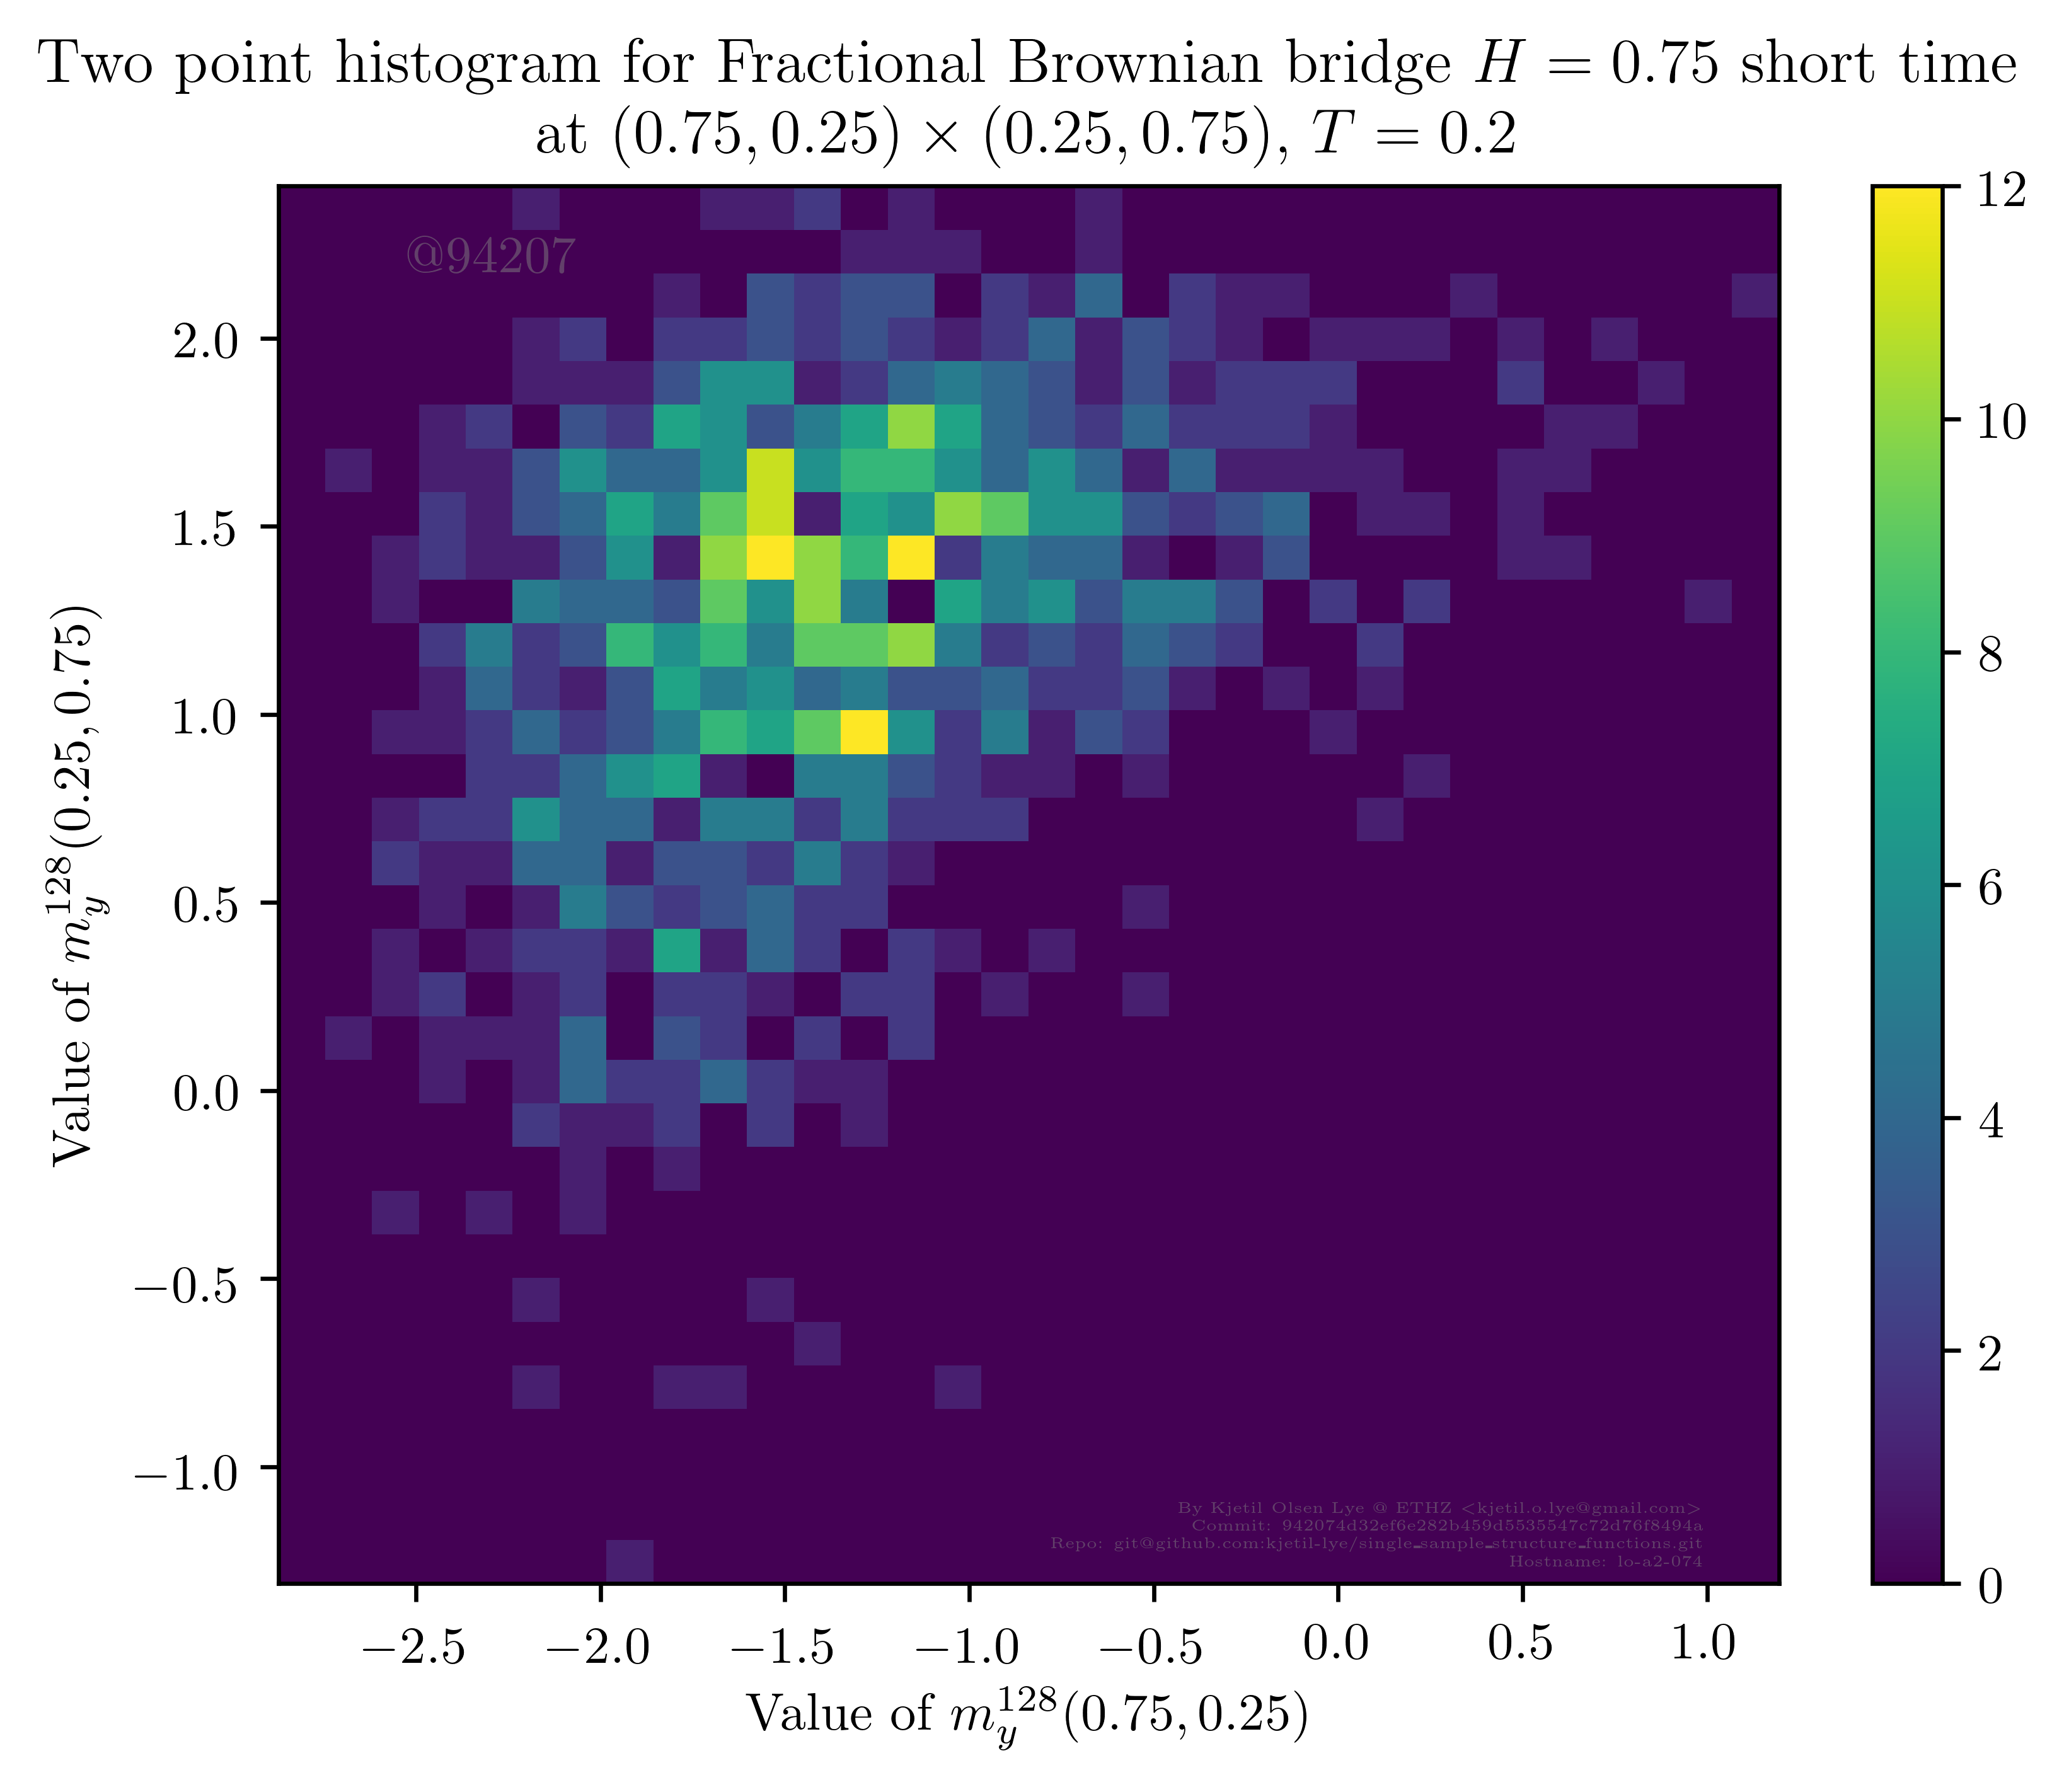 Two point histogram for Fractional Brownian bridge H = 0.75 short time
at (0.75, 0.25) × (0.25, 0.75), T = 0.2
@94207
2.0
1.5
1.0
0.5
0.0
−0.5
−1.0
Value of m_y^{128}(0.25, 0.75)
12
10
8
6
4
2
0
By Kjetil Olsen Lye @ ETHZ <kjetil.o.lye@gmail.com>
Commit: 942074d32ef6e282b459d5535547c72d76f8494a
Repo: git@github.com:kjetil-lye/single_sample_structure_functions.git
Hostname: lo-a2-074
−2.5 −2.0 −1.5 −1.0 −0.5 0.0 0.5 1.0
Value of m_y^{128}(0.75, 0.25)